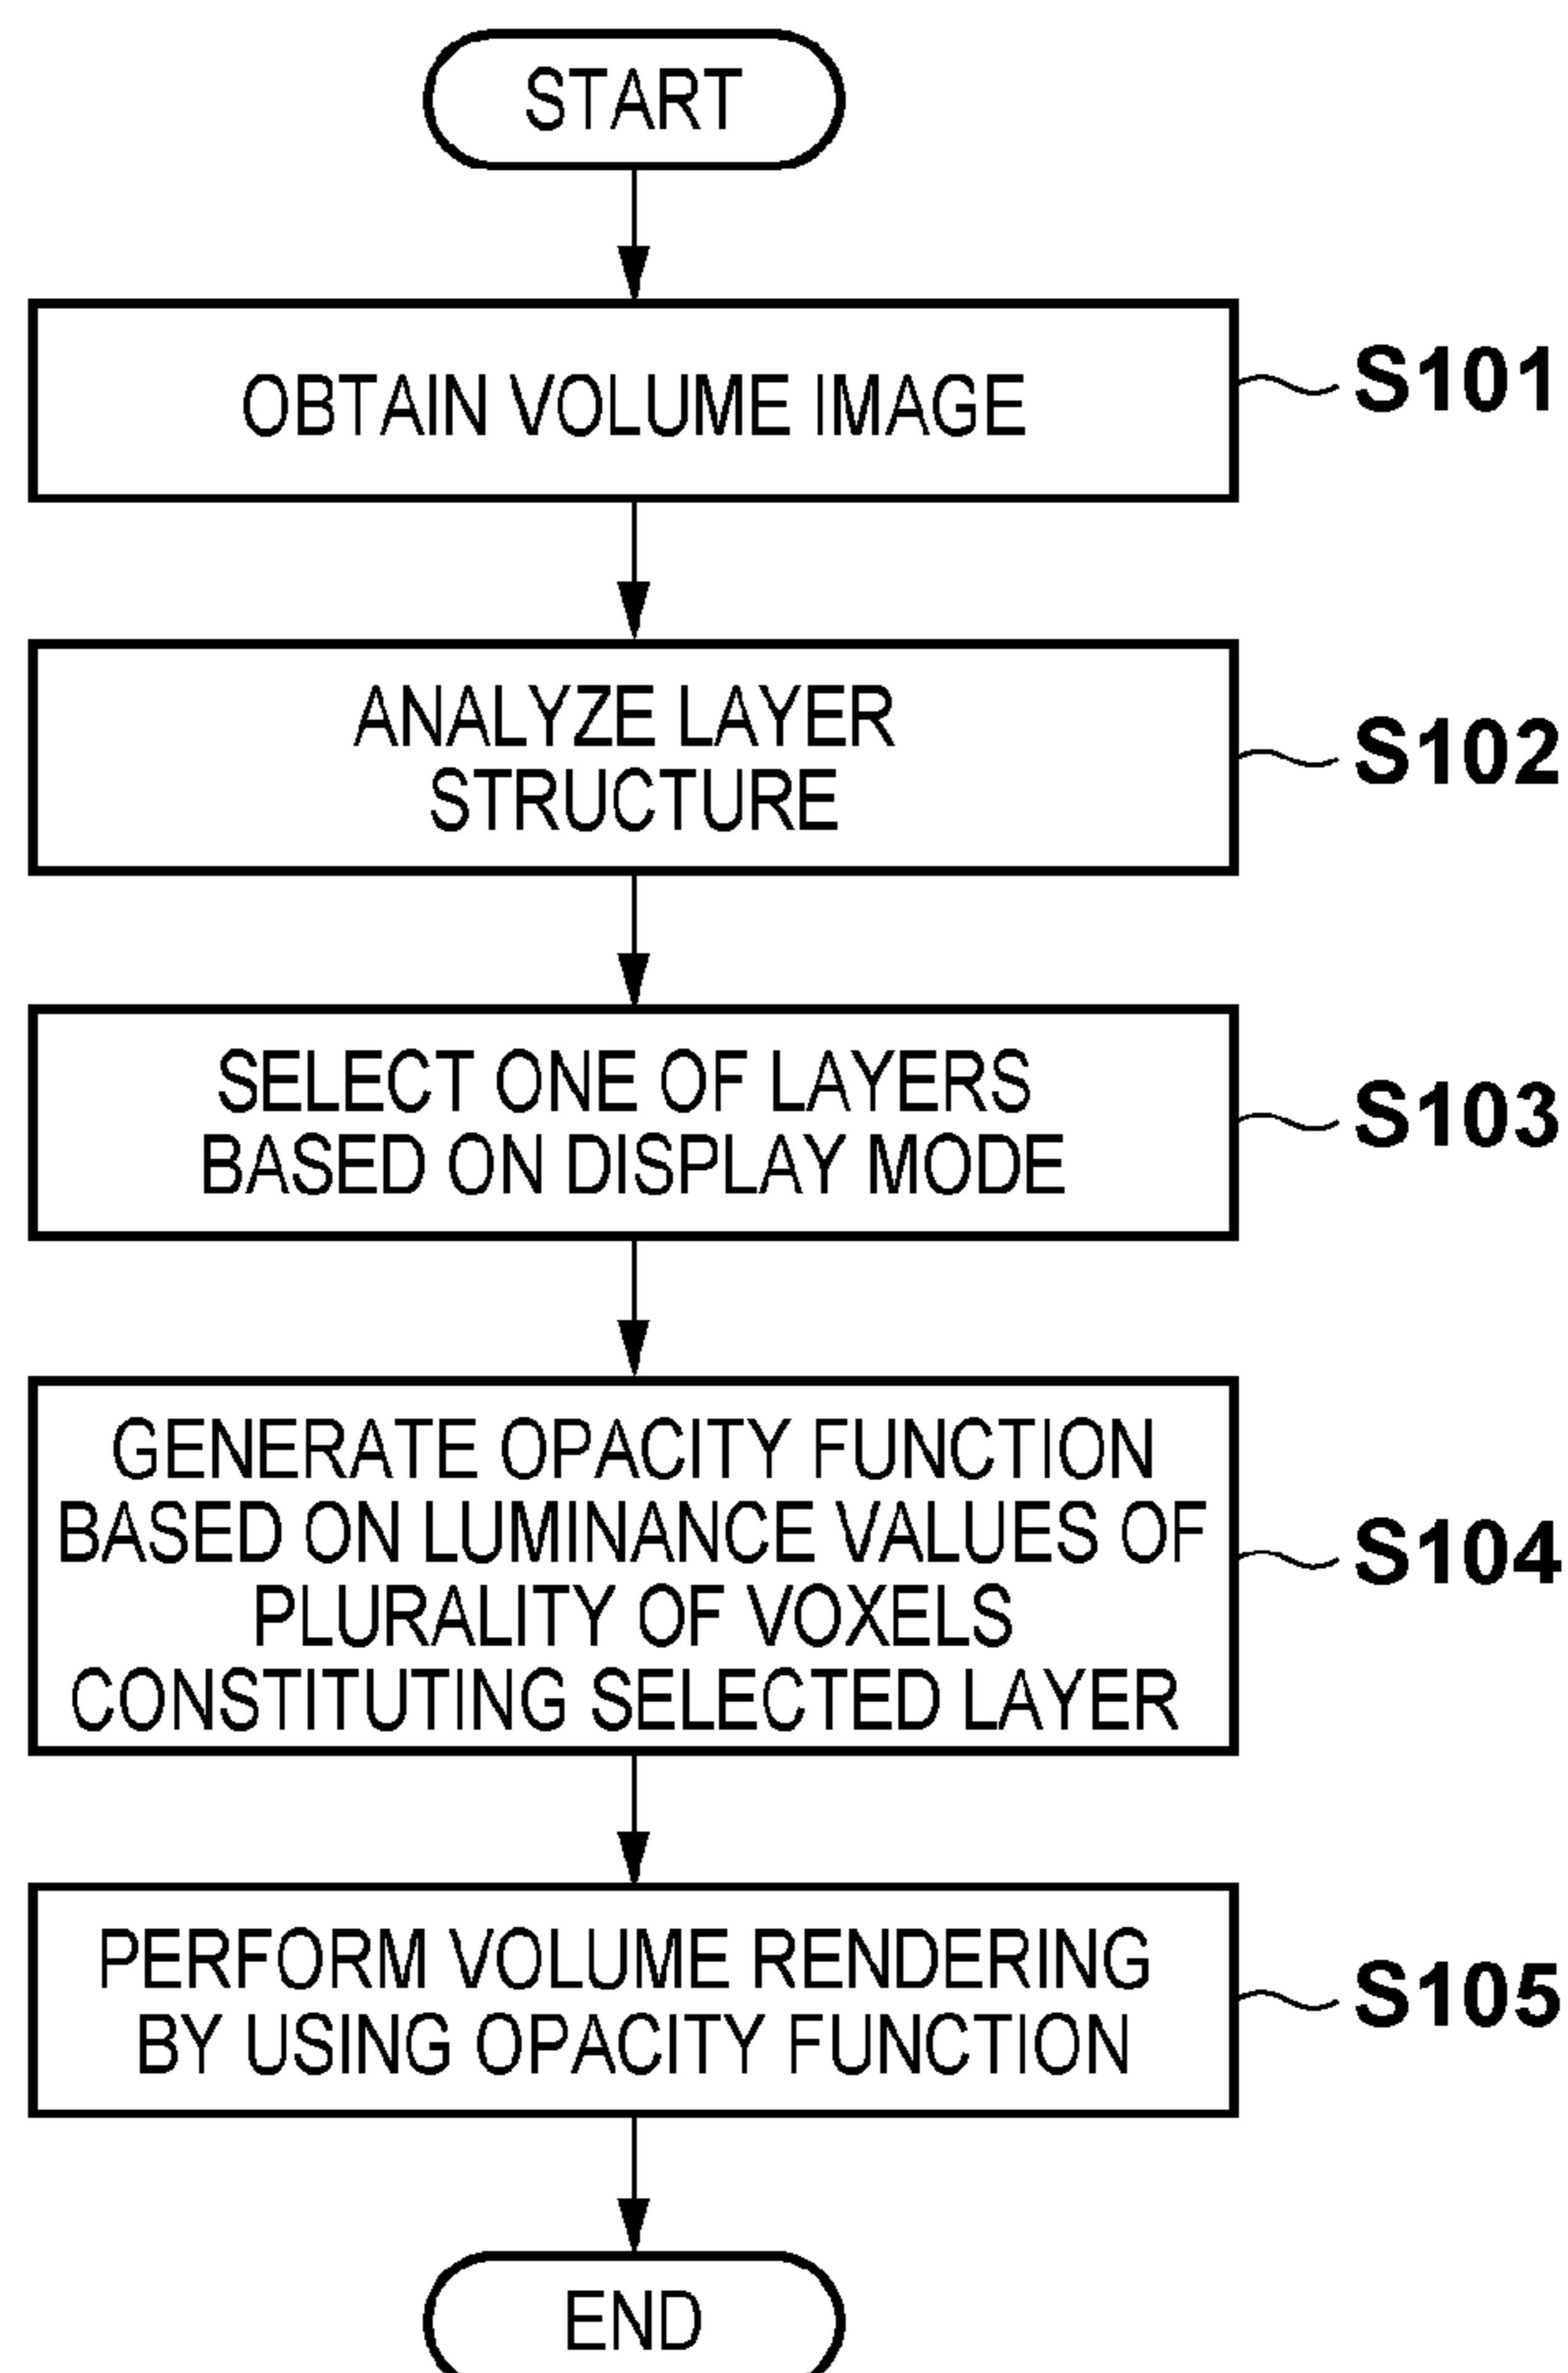 START
OBTAIN VOLUME IMAGE
S101
ANALYZE LAYER
STRUCTURE
S102
SELECT ONE OF LAYERS
BASED ON DISPLAY MODE
S103
GENERATE OPACITY FUNCTION
BASED ON LUMINANCE VALUES OF
PLURALITY OF VOXELS
CONSTITUTING SELECTED LAYER
S104
PERFORM VOLUME RENDERING
BY USING OPACITY FUNCTION
S105
END